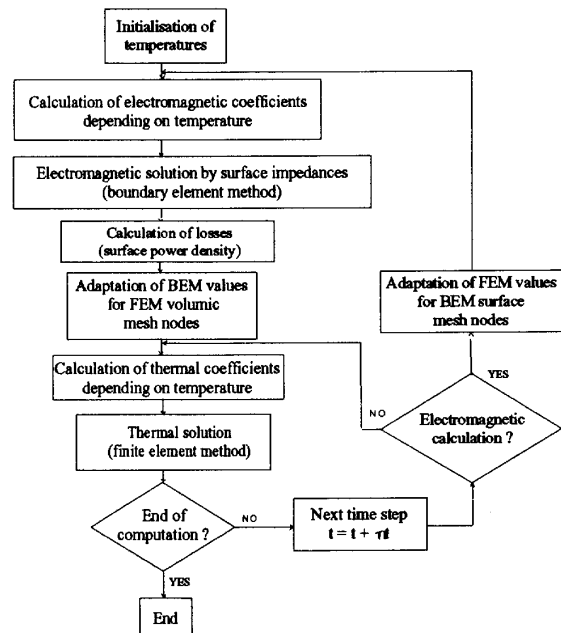 Initialisation of
temperatures
Calculation of electromagnetic coefficients
depending on temperature
Electromagnetic solution by surface impedances
(boundary element method)
Calculation of losses
(surface power density)
Adaptation of BEM values
for FEM volumic
mesh nodes
Adaptation of FEM values
for BEM surface
mesh nodes
Calculation of thermal coefficients
depending on temperature
NO
YES
Electromagnetic
calculation ?
Thermal solution
(finite element method)
End of
computation ?
NO
Next time step
t = t + τt
YES
End